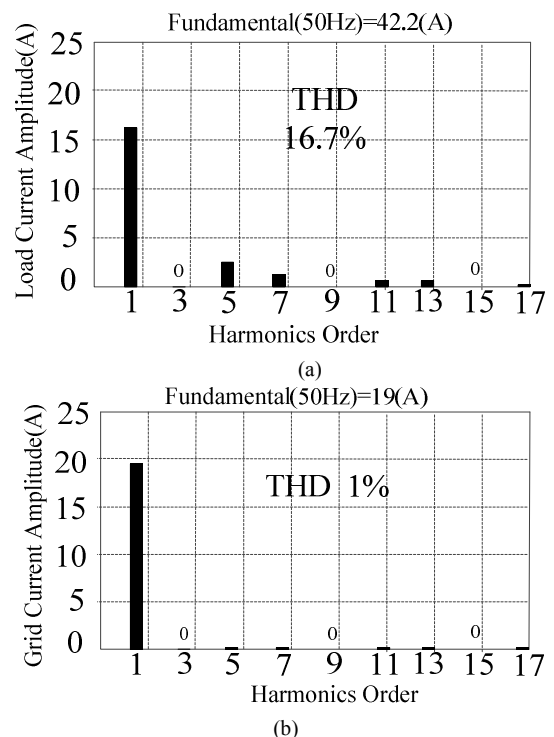 Fundamental(50Hz)=42.2(A)
Load Current Amplitude(A)
25
20
15
5
0
THD
16.7%
0
0
0
1 3 5 7 9 11 13 15 17
Harmonics Order
(a)
Fundamental(50Hz)=19(A)
Grid Current Amplitude(A)
25
20
15
10
5
0
THD 1%
0
0
0
1 3 5 7 9 11 13 15 17
Harmonics Order
(b)